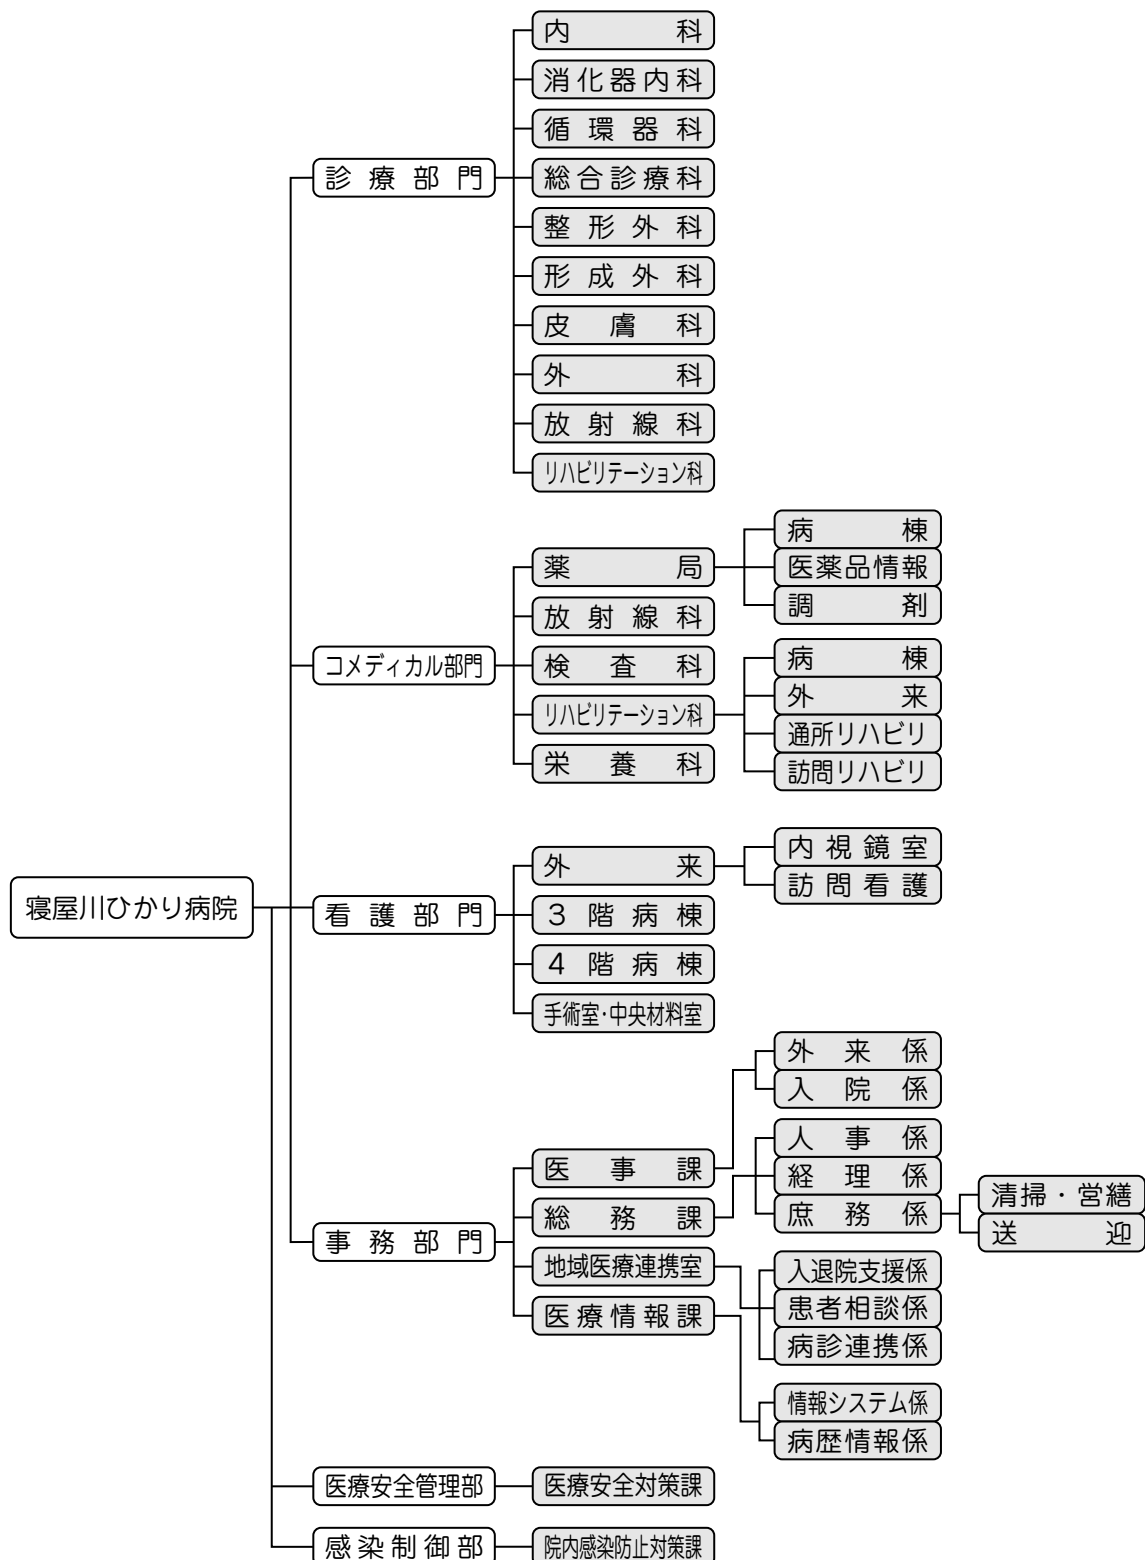 寝屋川ひかり病院
診療部門
内科
消化器内科
循環器科
総合診療科
整形外科
形成外科
皮膚科
外科
放射線科
リハビリテーション科
コメディカル部門
薬局
病棟
医薬品情報
調剤
放射線科
検査科
リハビリテーション科
病棟
外来
通所リハビリ
訪問リハビリ
栄養科
看護部門
外来
内視鏡室
訪問看護
3階病棟
4階病棟
手術室・中央材料室
事務部門
医事課
外来係
入院係
総務課
人事係
経理係
庶務係
清掃・営繕
送迎
地域医療連携室
入退院支援係
患者相談係
病診連携係
医療情報課
情報システム係
病歴情報係
医療安全管理部
医療安全対策課
感染制御部
院内感染防止対策課